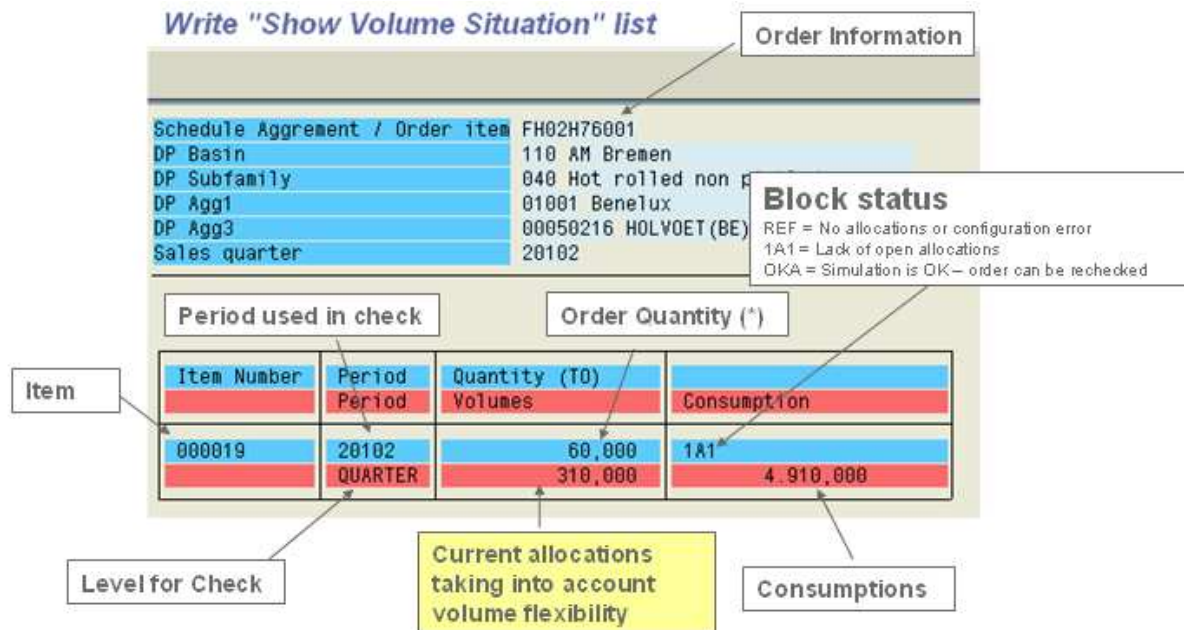 Write "Show Volume Situation" list
Order Information
Schedule Aggrement / Order item FH02H76001
DP Basin 110 AM Bremen
DP Subfamily 040 Hot rolled non
DP Agg1 01001 Benelux
DP Agg3 00050216 HOLVOET(BE)
Sales quarter 20102
Block status
REF = No allocations or configuration error
1A1 = Lack of open allocations
OKA = Simulation is OK – order can be rechecked
Period used in check
Order Quantity (*)
Item
Item Number Period Quantity (TO)
Period Volumes Consumption
000019 20102 60,000 1A1
QUARTER 310,000 4.910,000
Level for Check
Current allocations
taking into account
volume flexibility
Consumptions